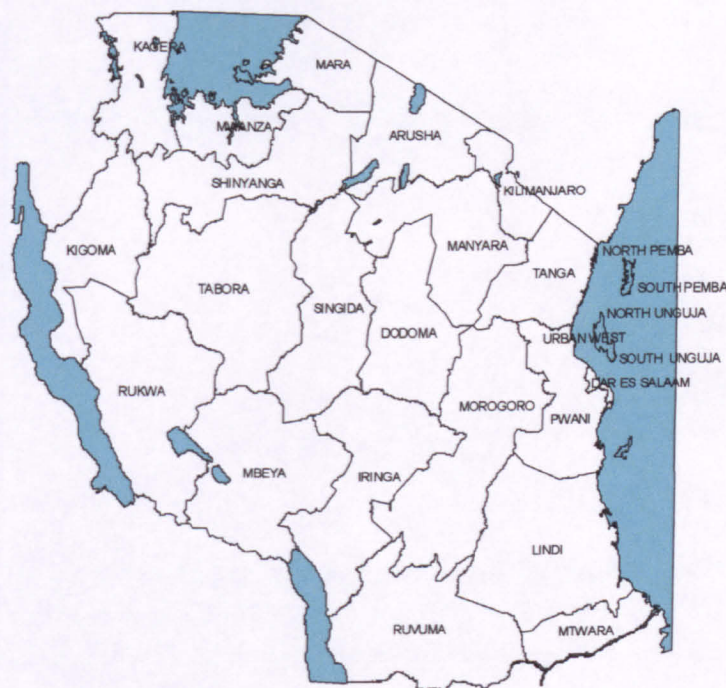 KAGERA
MARA
MWANZA
ARUSHA
SHINYANGA
KILIMANJARO
KIGOMA
MANYARA
NORTH PEMBA
TANGA
TABORA
SOUTH PEMBA
SINGIDA
NORTH UNGUJA
DODOMA
URBAN WEST
SOUTH UNGUJA
RUKWA
DAR ES SALAAM
MOROGORO
PWANI
MBEYA
IRINGA
LINDI
RUVUMA
MTWARA